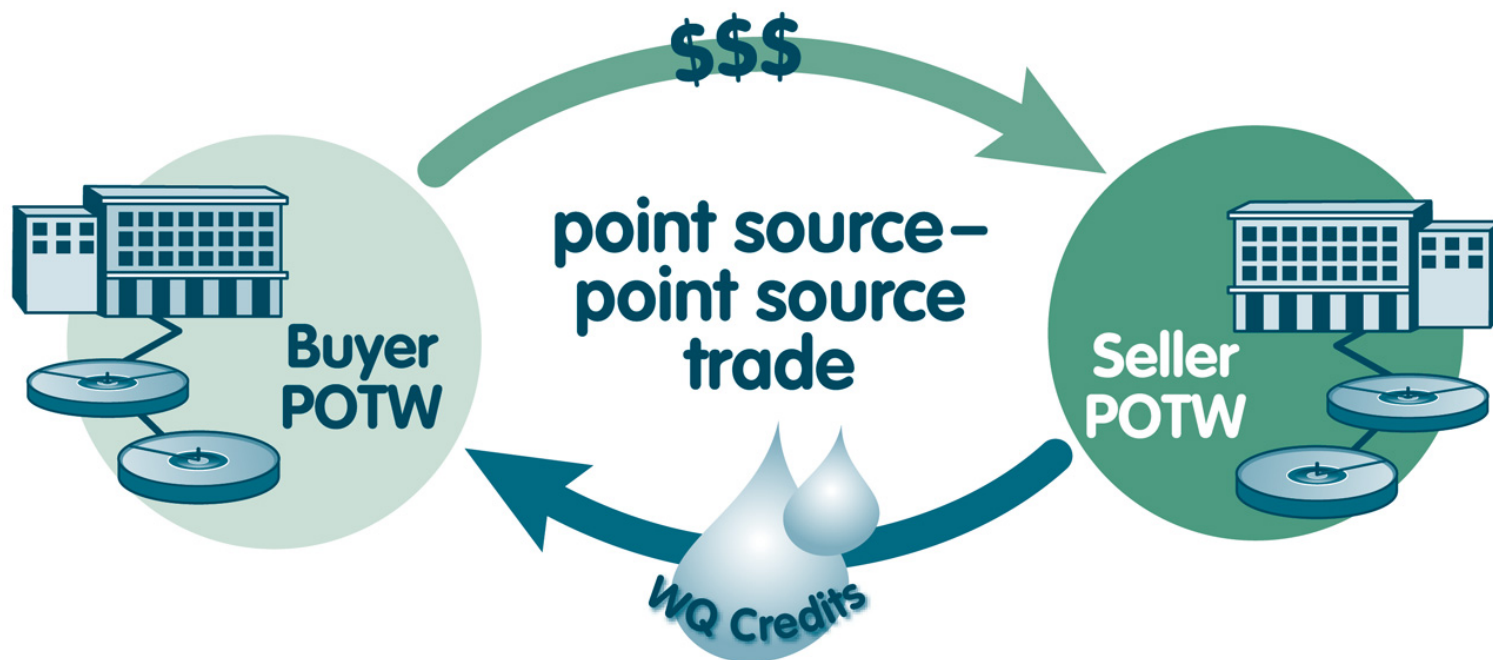 $$$
point source–
point source
trade
Buyer
POTW
Seller
POTW
WQ Credits